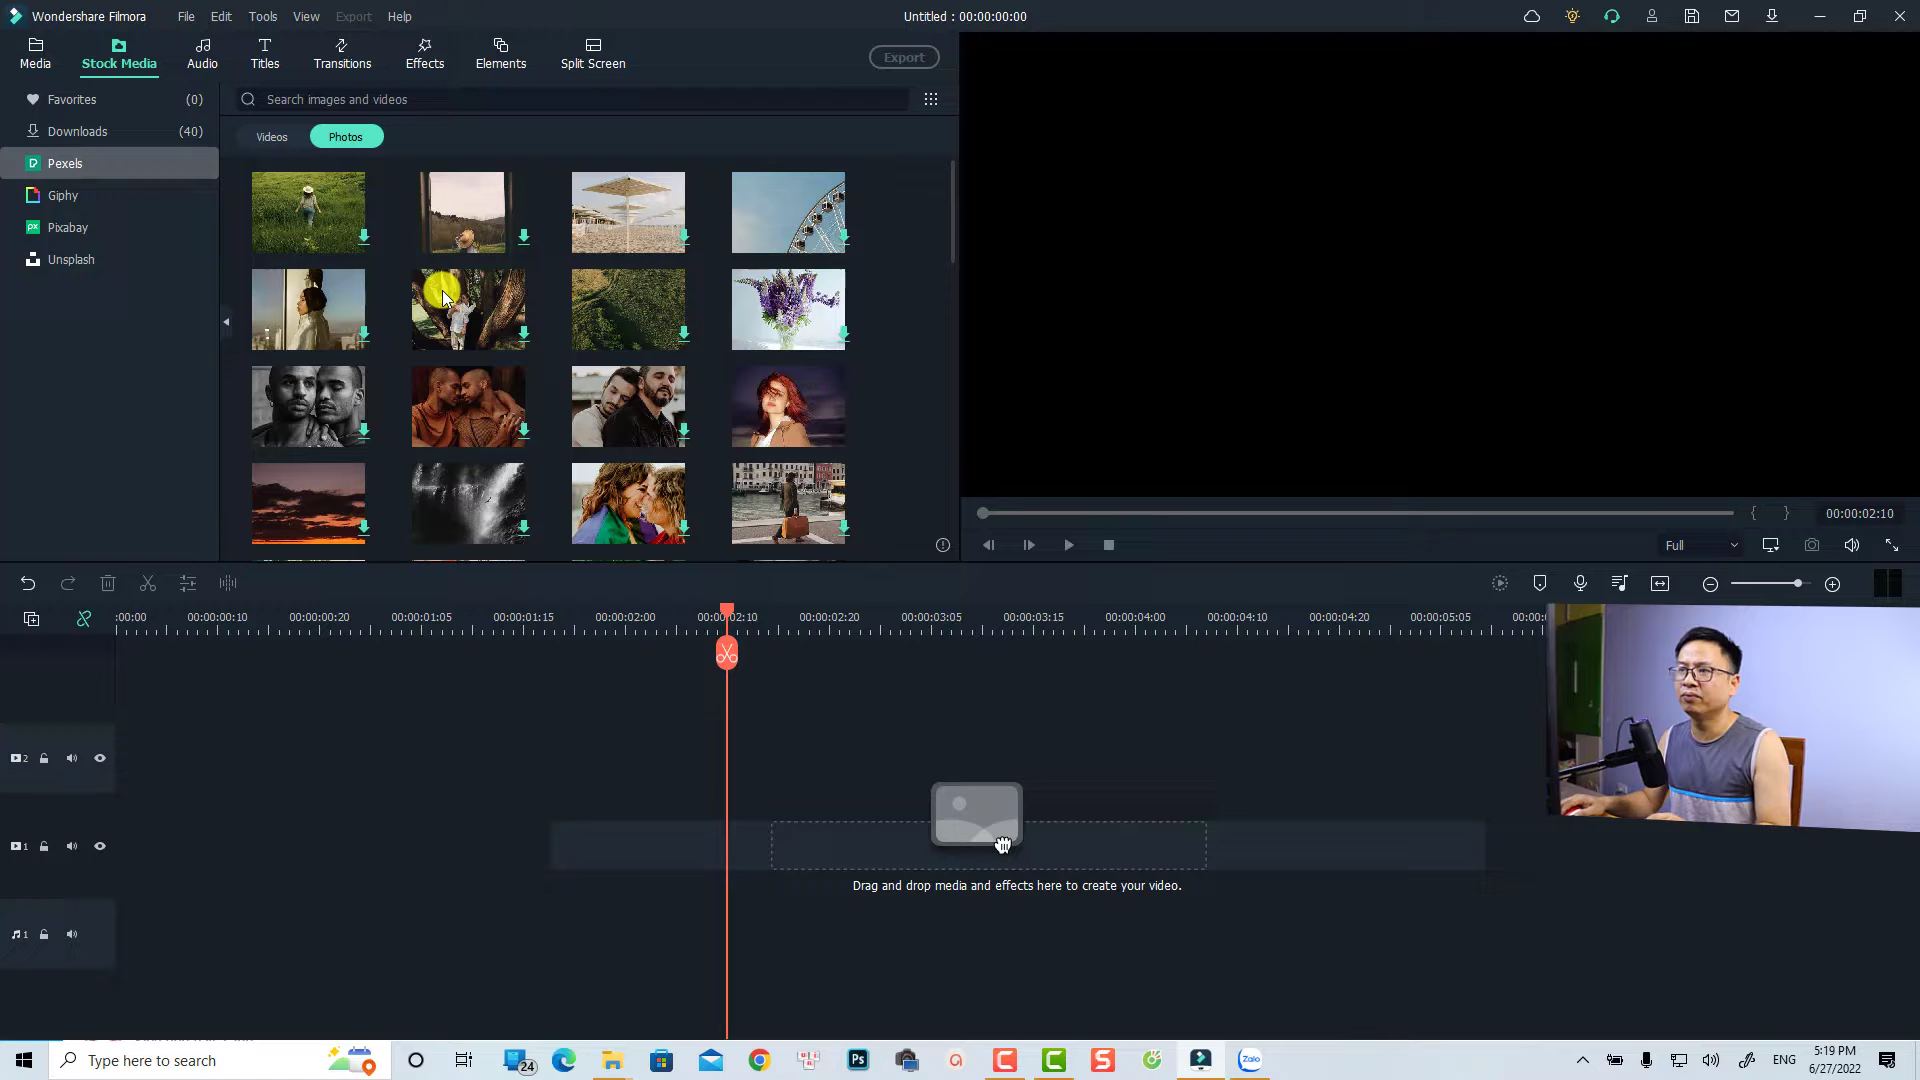 Wondershare Filmora File Edit Tools View Export Help Untitled : 00:00:00:00
Media Stock Media Audio Titles Transitions Effects Elements Split Screen Export
Favorites (0) Search images and videos
Downloads (40) Videos Photos
Pexels
Giphy
Pixabay
Unsplash
{ } 00:00:02:10
Full
:00:00 00:00:00:10 00:00:00:20 00:00:01:05 00:00:01:15 00:00:02:00 00:00:02:10 00:00:02:20 00:00:03:05 00:00:03:15 00:00:04:00 00:00:04:10 00:00:04:20 00:00:05:05
2
1
Drag and drop media and effects here to create your video.
1
Type here to search 24 Ps Zalo ENG 5:19 PM
6/27/2022